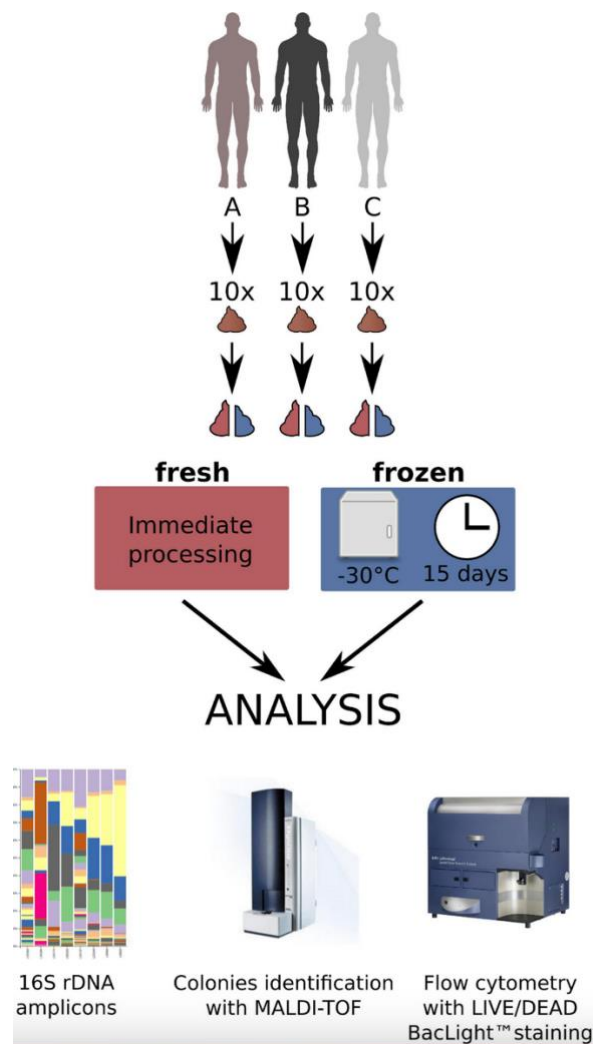 A B C
10x 10x 10x
fresh frozen
Immediate
processing
-30°C 15 days
ANALYSIS
16S rDNA
amplicons
Colonies identification
with MALDI-TOF
Flow cytometry
with LIVE/DEAD
BacLight™staining